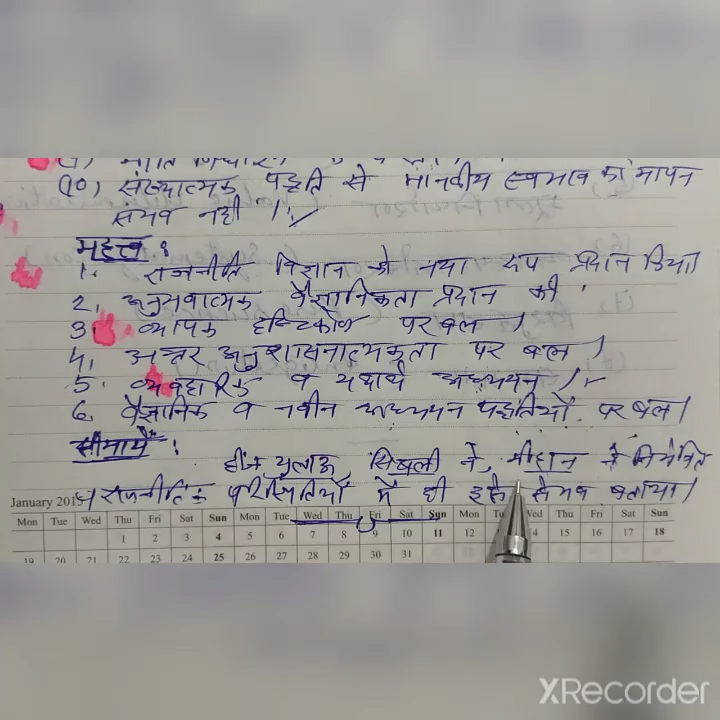 (10) संख्यात्मक पद्धति से मानवीय स्वभाव का मापन
संभव नहीं ।
महत्व :
1. राजनीति विज्ञान को नया रूप प्रदान किया।
2. अनुभवात्मक वैज्ञानिकता प्रदान की
3. व्यापक दृष्टिकोण पर बल।
4. अन्तर अनुशासनात्मकता पर बल।
5. व्यवहारिक व यथार्थ अध्ययन।
6. वैज्ञानिक व नवीन अध्ययन पद्धतियों पर बल।
सीमायें :
सिबली ने, ने नियंत्रित
राजनीतिक परिस्थितियों में ही इसे संभव बताया।
January 2015
Mon Tue Wed Thu Fri Sat Sun Mon Tue Wed Thu Fri Sat Sun Mon Thu Fri Sat Sun
1 2 3 4 5 6 7 8 9 10 11 12 14 15 16 17 18
19 20 21 22 23 24 25 26 27 28 29 30 31
XRecorder